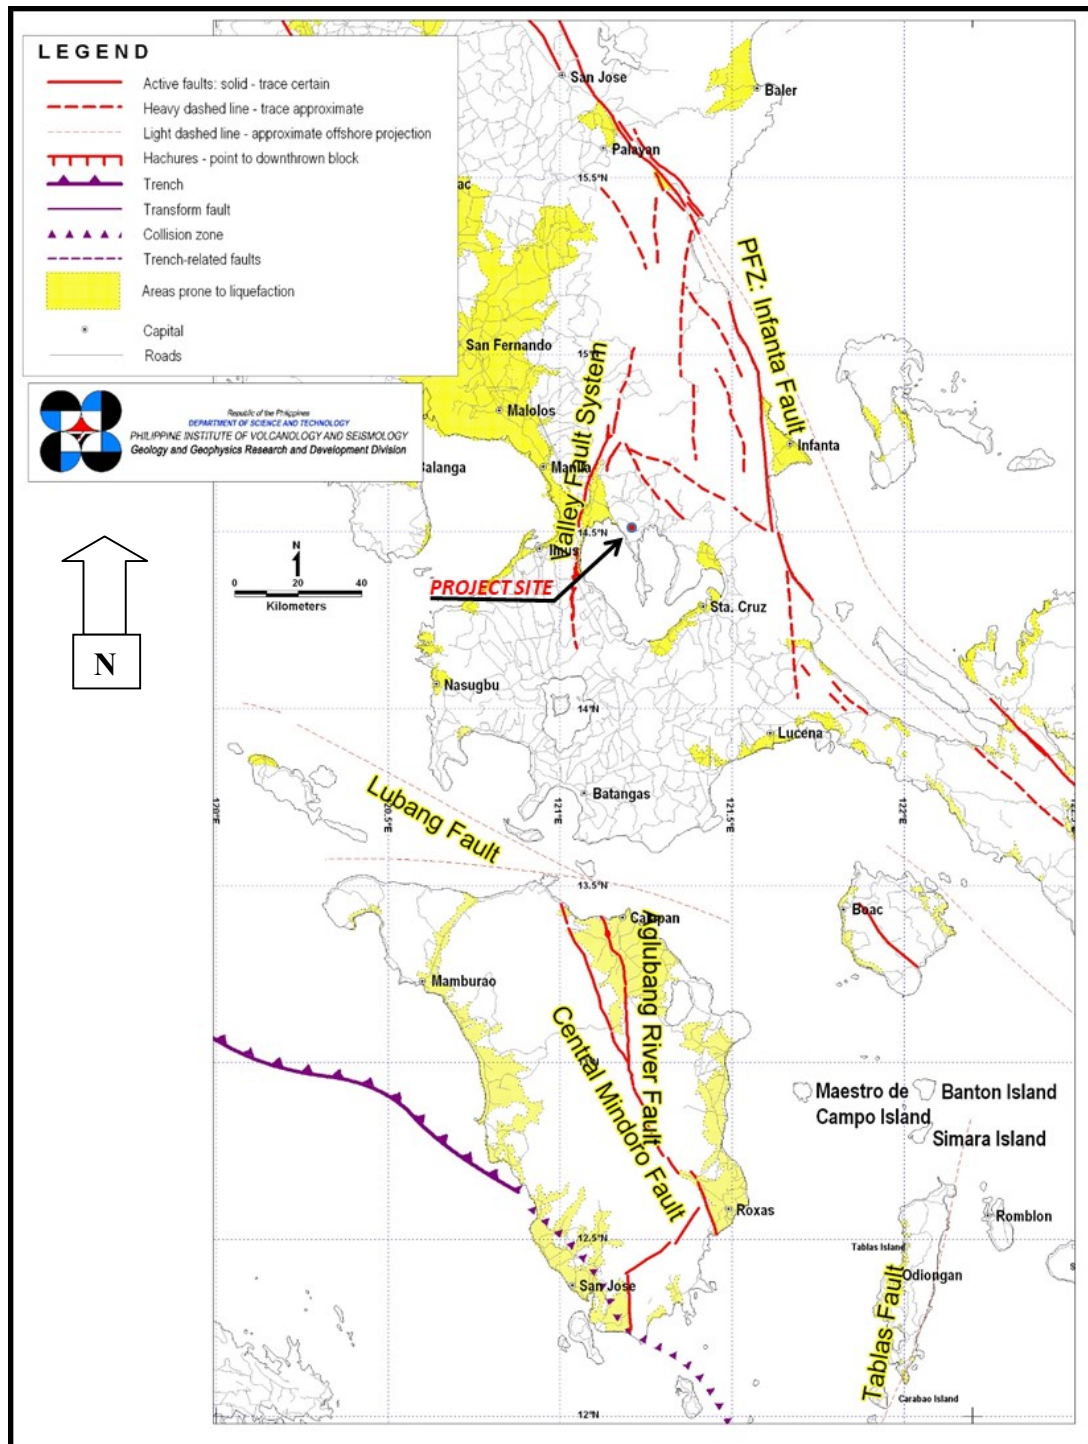 LEGEND
Active faults: solid - trace certain
Heavy dashed line - trace approximate
Light dashed line - approximate offshore projection
Hachures - point to downthrown block
Trench
Transform fault
Collision zone
Trench-related faults
Areas prone to liquefaction
Capital
Roads
Republic of the Philippines
DEPARTMENT OF SCIENCE AND TECHNOLOGY
PHILIPPINE INSTITUTE OF VOLCANOLOGY AND SEISMOLOGY
Geology and Geophysics Research and Development Division
San Jose
Baler
Palayan
ac
15.5°N
PFZ: Infanta Fault
San Fernando
15°N
Valley Fault System
Malolos
Infanta
Balanga
Manila
14.5°N
Imus
N
0 20 40
Kilometers
PROJECT SITE
Sta. Cruz
N
Nasugbu
14°N
Lucena
Batangas
120°E
120.5°E
121°E
121.5°E
122°E
Lubang Fault
13.5°N
Calapan
Boac
Aglubang River Fault
Mamburao
Central Mindoro Fault
Maestro de
Campo Island
Banton Island
Simara Island
Roxas
Romblon
12.5°N
Tablas Island
Odiongan
San Jose
Tablas Fault
Carabao Island
12°N